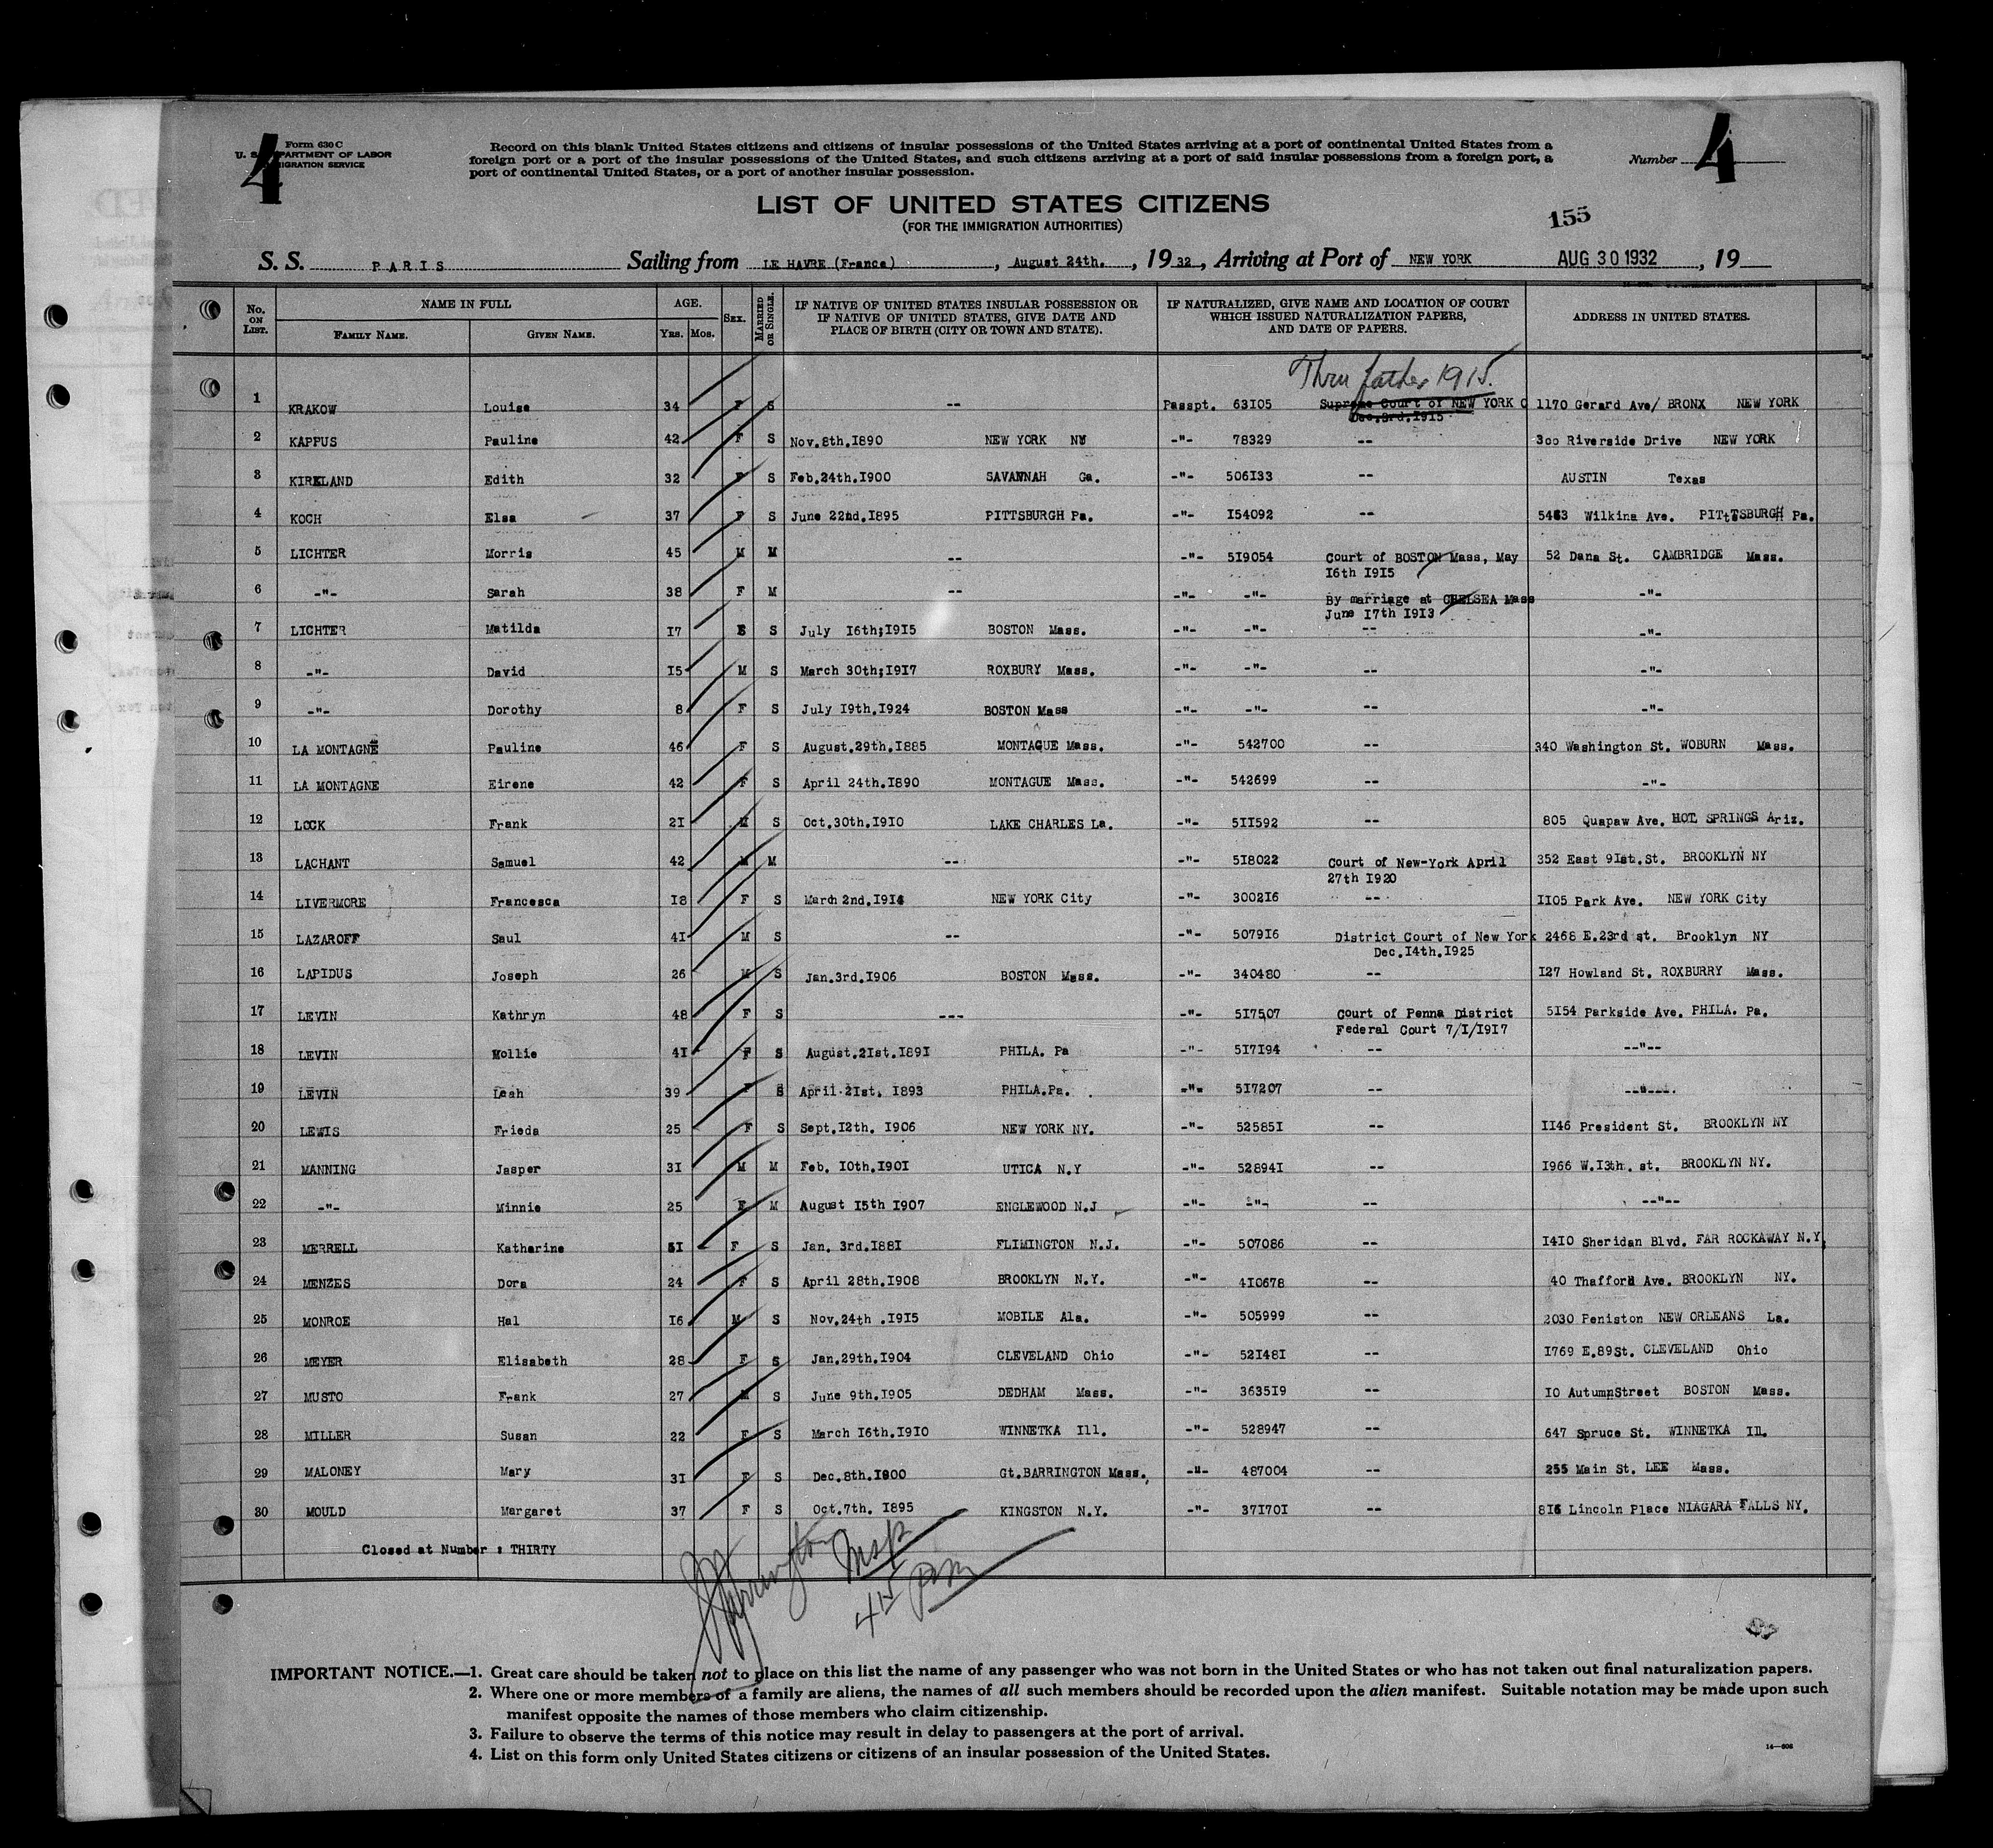 4
Form 630 C
U. S. DEPARTMENT OF LABOR
IMMIGRATION SERVICE
Record on this blank United States citizens and citizens of insular possessions of the United States arriving at a port of continental United States from a
foreign port or a port of the insular possessions of the United States, and such citizens arriving at a port of said insular possessions from a foreign port, a
port of continental United States, or a port of another insular possession.
Number 4
LIST OF UNITED STATES CITIZENS
(FOR THE IMMIGRATION AUTHORITIES)
155
S. S. PARIS Sailing from LE HAVRE (France), August 24th., 1932, Arriving at Port of NEW YORK AUG 30 1932, 19
No. ON LIST. NAME IN FULL AGE. SEX. MARRIED OR SINGLE. IF NATIVE OF UNITED STATES INSULAR POSSESSION OR IF NATIVE OF UNITED STATES, GIVE DATE AND PLACE OF BIRTH (CITY OR TOWN AND STATE). IF NATURALIZED, GIVE NAME AND LOCATION OF COURT WHICH ISSUED NATURALIZATION PAPERS, AND DATE OF PAPERS. ADDRESS IN UNITED STATES.
FAMILY NAME. GIVEN NAME. YRS. MOS.
Thru father 1915.
1 KRAKOW Louise 34 F S -- Passpt. 63105 Supreme Court of NEW YORK C 1170 Gerard Ave/ BRONX NEW YORK
Dec.3rd.1915
2 KAPPUS Pauline 42 F S Nov.8th.1890 NEW YORK NY -"- 78329 -- 300 Riverside Drive NEW YORK
3 KIRKLAND Edith 32 F S Feb.24th.1900 SAVANNAH Ga. -"- 506133 -- AUSTIN Texas
4 KOCH Elsa 37 F S June 22nd.1895 PITTSBURGH Pa. -"- 154092 -- 5463 Wilkins Ave. PITtTSBURGH Pa.
5 LICHTER Morris 45 M M -- -"- 519054 Court of BOSTON Mass, May 52 Dana St. CAMBRIDGE Mass.
16th 1915
6 -"- Sarah 38 F M -- -"- -"- By marriage at CHELSEA Mass -"-
June 17th 1913
7 LICHTER Matilda 17 S July 16th;1915 BOSTON Mass. -"- -"- -- -"-
8 -"- David 15 M S March 30th;1917 ROXBURY Mass. -"- -"- -- -"-
9 -"- Dorothy 8 F S July 19th.1924 BOSTON Mass -"- -"- -- -"-
10 LA MONTAGNE Pauline 46 F S August.29th.1885 MONTAGUE Mass. -"- 542700 -- 340 Washington St. WOBURN Mass.
11 LA MONTAGNE Eirene 42 F S April 24th.1890 MONTAGUE Mass. -"- 542699 -- -"-
12 LOCK Frank 21 M S Oct.30th.1910 LAKE CHARLES La. -"- 511592 -- 805 Quapaw Ave. HOT SPRINGS Ariz.
13 LACHANT Samuel 42 M M -- -"- 518022 Court of New-York April 352 East 91st.St. BROOKLYN NY
27th 1920
14 LIVERMORE Francesca 18 F S March 2nd.1914 NEW YORK City -"- 300216 -- 1105 Park Ave. NEW YORK City
15 LAZAROFF Saul 41 M S -- -"- 507916 District Court of New York 2468 E.23rd st. Brooklyn NY
Dec.14th.1925
16 LAPIDUS Joseph 26 M S Jan.3rd.1906 BOSTON Mass. -"- 340480 -- 127 Howland St. ROXBURRY Mass.
17 LEVIN Kathryn 48 F S --- -"- 517507 Court of Penna District 5154 Parkside Ave. PHILA. Pa.
Federal Court 7/1/1917
18 LEVIN Mollie 41 F S August.21st.1891 PHILA. Pa -"- 517194 -- --"--
19 LEVIN Leah 39 F S April.21st. 1893 PHILA.Pa. -"- 517207 -- --"---.
20 LEWIS Frieda 25 F S Sept.12th. 1906 NEW YORK NY. -"- 525851 -- 1146 President St. BROOKLYN NY
21 MANNING Jasper 31 M M Feb. 10th.1901 UTICA N.Y -"- 528941 -- 1966 W.13th. st. BROOKLYN NY.
22 -"- Minnie 25 F M August 15th 1907 ENGLEWOOD N.J -"- -"- -- --"--
23 MERRELL Katharine 51 F S Jan. 3rd.1881 FLIMINGTON N.J. -"- 507086 -- 1410 Sheridan Blvd. FAR ROCKAWAY N.Y.
24 MENZES Dora 24 F S April 28th.1908 BROOKLYN N.Y. -"- 410678 -- 40 Thafford Ave. BROOKLYN NY.
25 MONROE Hal 16 M S Nov.24th .1915 MOBILE Ala. -"- 505999 -- 2030 Peniston NEW ORLEANS La.
26 MEYER Elisabeth 28 F S Jan.29th.1904 CLEVELAND Ohio -"- 521481 -- 1769 E.89St. CLEVELAND Ohio
27 MUSTO Frank 27 M S June 9th.1905 DEDHAM Mass. -"- 363519 -- 10 AutumnStreet BOSTON Mass.
28 MILLER Susan 22 F S March 16th.1910 WINNETKA Ill. -"- 528947 -- 647 Spruce St. WINNETKA Ill.
29 MALONEY Mary 31 F S Dec.8th.1900 Gt.BARRINGTON Mass. -"- 487004 -- 255 Main St. LEE Mass.
30 MOULD Margaret 37 F S Oct.7th. 1895 KINGSTON N.Y. -"- 371701 -- 816 Lincoln Place NIAGARA FALLS NY.
Closed at Number : THIRTY
Insp
415 PM
IMPORTANT NOTICE.—1. Great care should be taken not to place on this list the name of any passenger who was not born in the United States or who has not taken out final naturalization papers.
2. Where one or more members of a family are aliens, the names of all such members should be recorded upon the alien manifest. Suitable notation may be made upon such
manifest opposite the names of those members who claim citizenship.
3. Failure to observe the terms of this notice may result in delay to passengers at the port of arrival.
4. List on this form only United States citizens or citizens of an insular possession of the United States.
14—606